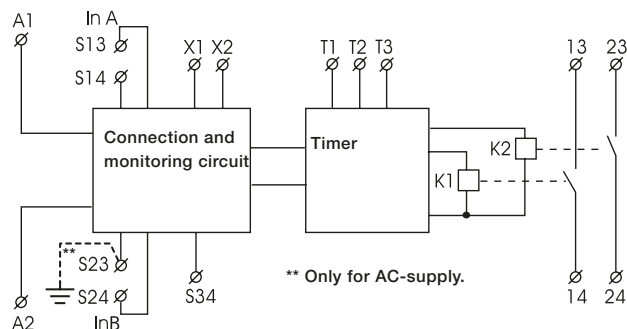 A1
In A
S13
S14
X1 X2
T1 T2 T3
13 23
Connection and
monitoring circuit
Timer
K2
K1
**
S23
S24
S34
** Only for AC-supply.
A2
InB
14 24